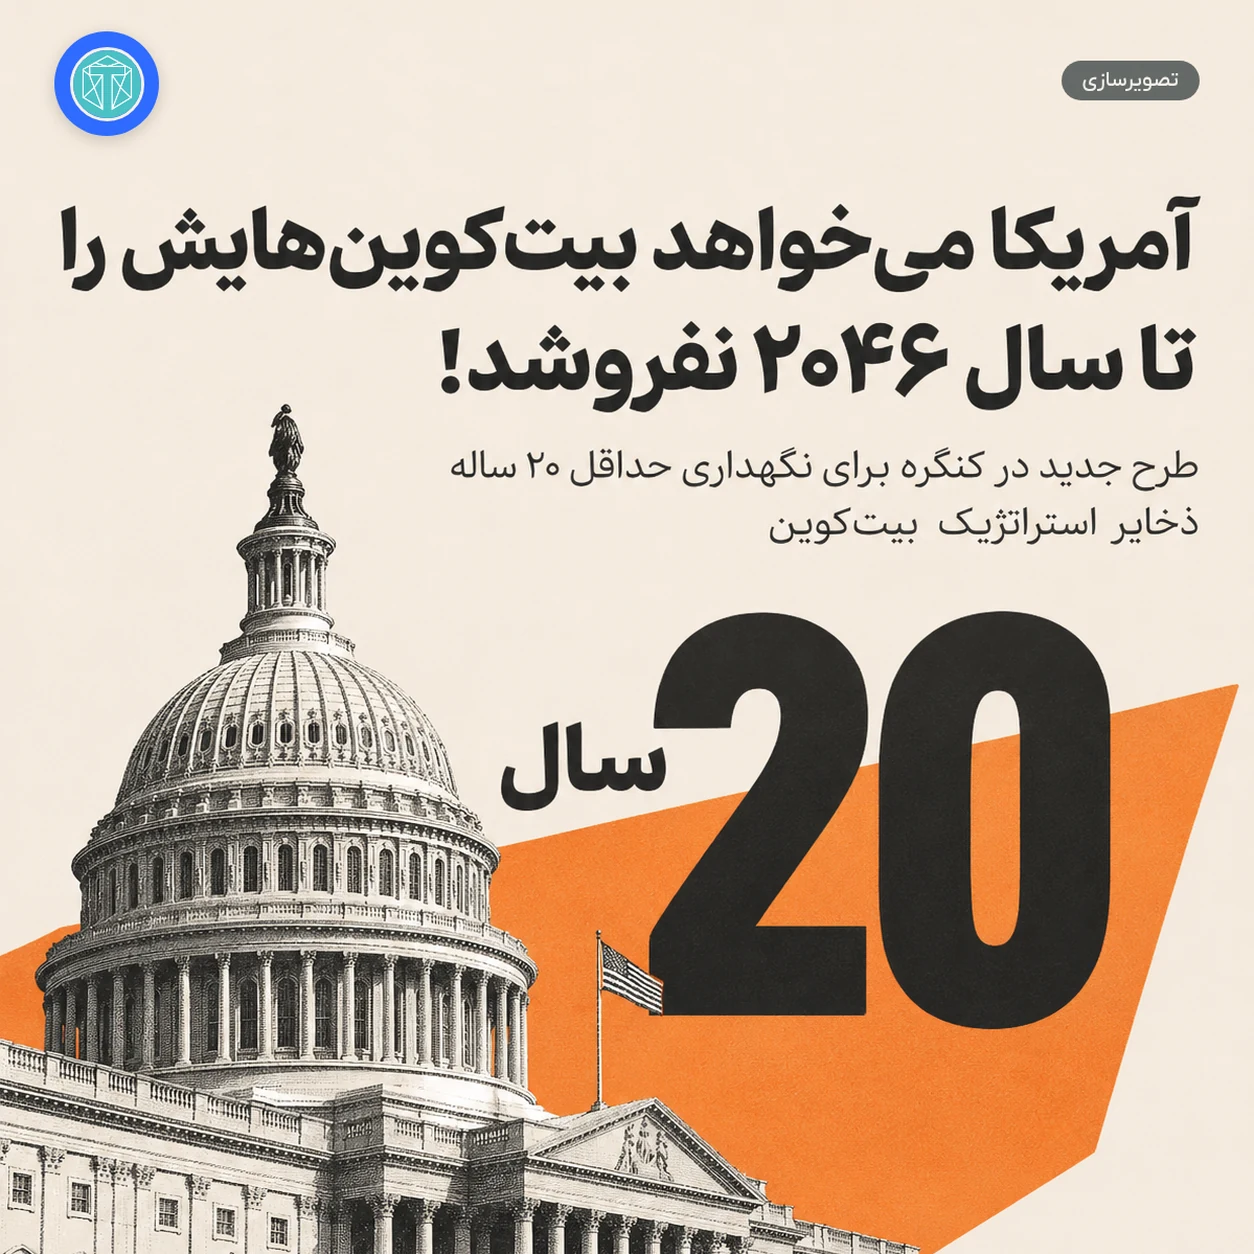 تصویرسازی
آمریکا می‌خواهد بیت‌کوین‌هایش را
تا سال ۲۰۴۶ نفروشد!
طرح جدید در کنگره برای نگهداری حداقل ۲۰ ساله
ذخایر استراتژیک بیت‌کوین
20 سال